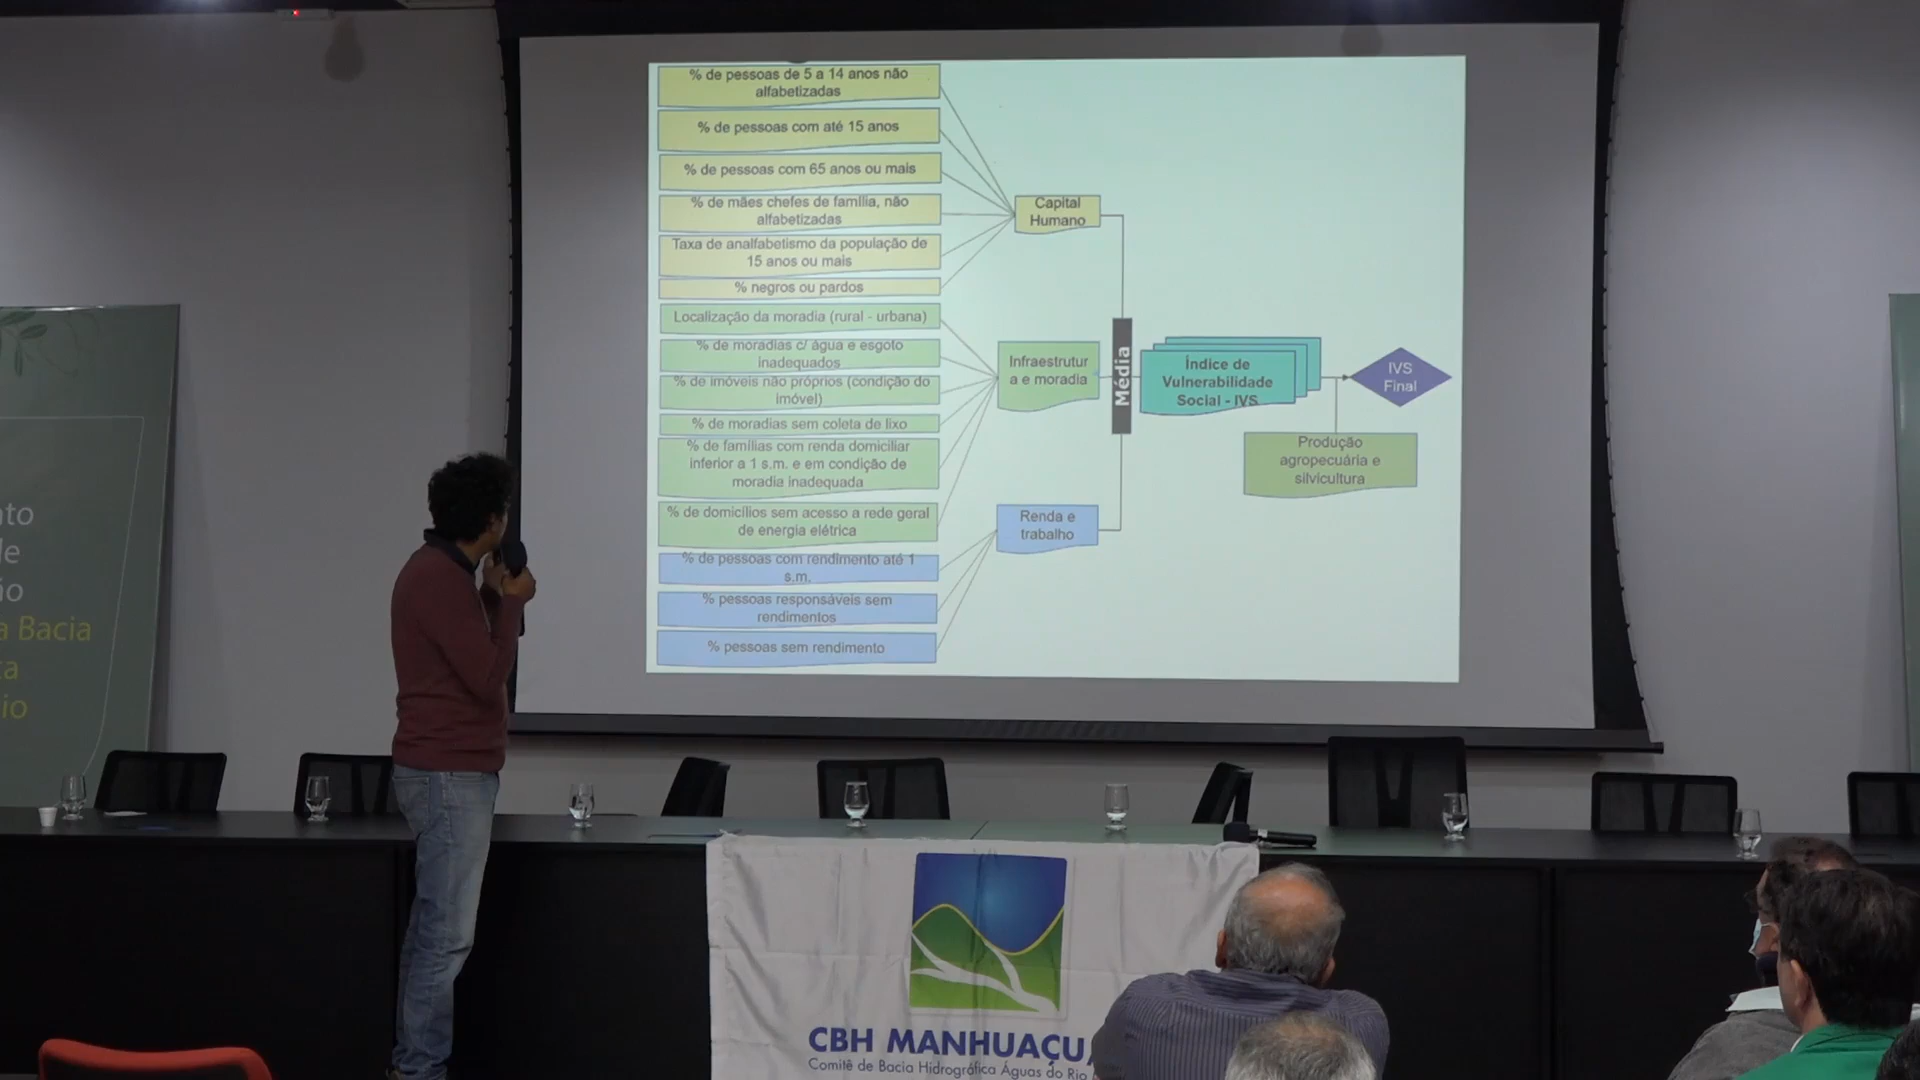 % de pessoas de 5 a 14 anos não
alfabetizadas
% de pessoas com até 15 anos
% de pessoas com 65 anos ou mais
% de mães chefes de família, não
alfabetizadas
Taxa de analfabetismo da população de
15 anos ou mais
% negros ou pardos
Localização da moradia (rural - urbana)
% de moradias c/ água e esgoto
inadequados
% de imóveis não próprios (condição do
imóvel)
% de moradias sem coleta de lixo
% de famílias com renda domiciliar
inferior a 1 s.m. e em condição de
moradia inadequada
% de domicílios sem acesso a rede geral
de energia elétrica
% de pessoas com rendimento até 1
s.m.
% pessoas responsáveis sem
rendimentos
% pessoas sem rendimento
Capital
Humano
Infraestrutur
a e moradia
Renda e
trabalho
Média
Índice de
Vulnerabilidade
Social - IVS
IVS
Final
Produção
agropecuária e
silvicultura
a Bacia
CBH MANHUAÇU
Comitê de Bacia Hidrográfica Águas do Rio